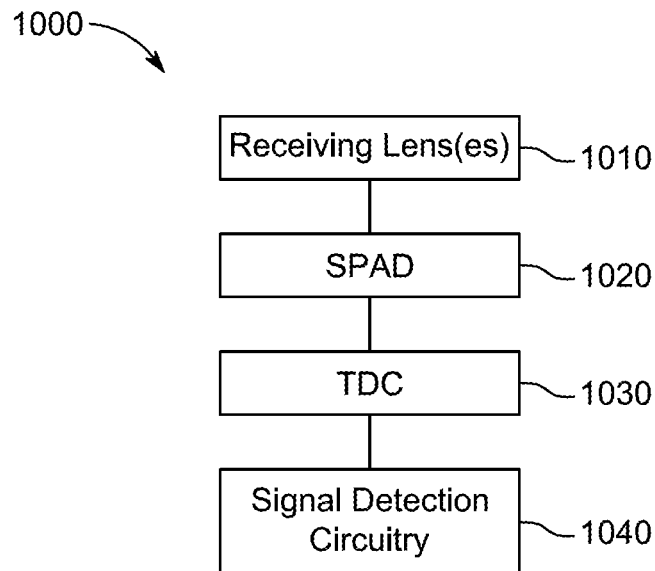 1000
Receiving Lens(es)
1010
SPAD
1020
TDC
1030
Signal Detection
Circuitry
1040